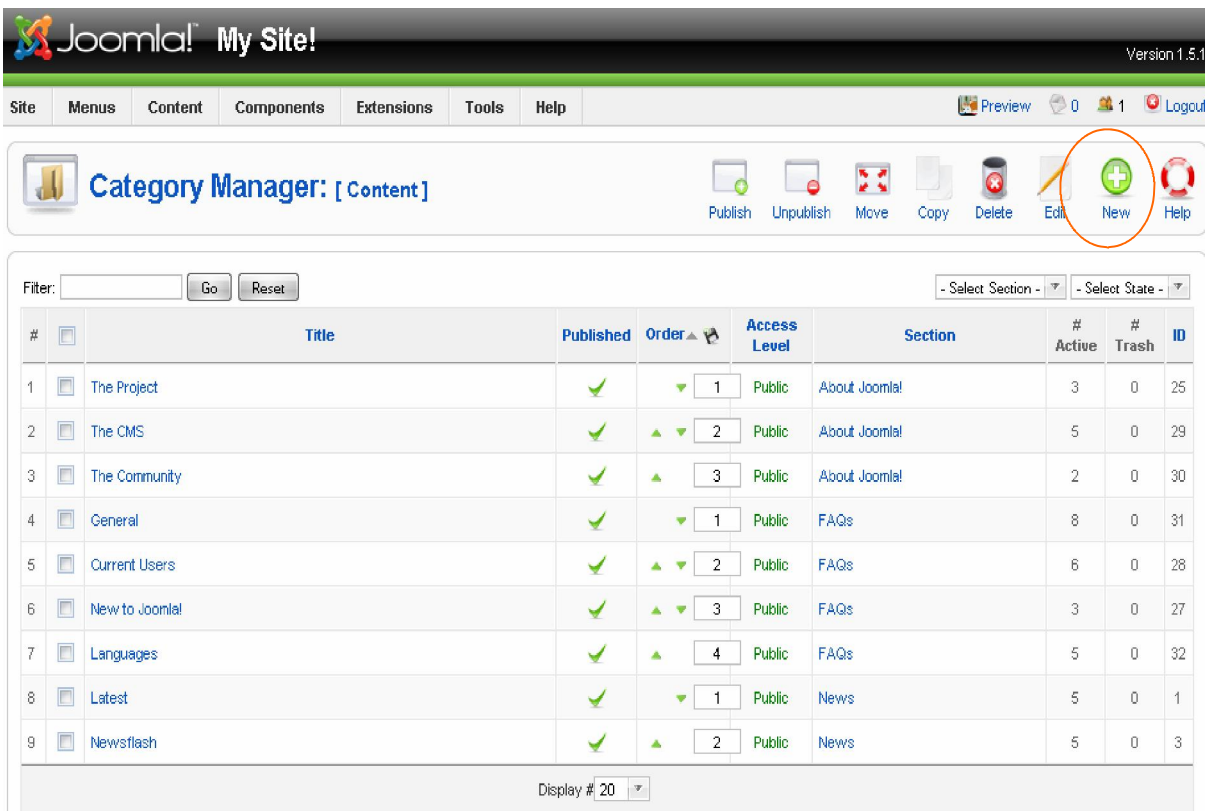 Joomla!™ My Site!
Version 1.5.1
Site Menus Content Components Extensions Tools Help Preview 0 1 Logout
Category Manager: [ Content ]
Publish Unpublish Move Copy Delete Edit New Help
Filter: Go Reset - Select Section - - Select State -
# Title Published Order Access Level Section # Active # Trash ID
1 The Project 1 Public About Joomla! 3 0 25
2 The CMS 2 Public About Joomla! 5 0 29
3 The Community 3 Public About Joomla! 2 0 30
4 General 1 Public FAQs 8 0 31
5 Current Users 2 Public FAQs 6 0 28
6 New to Joomla! 3 Public FAQs 3 0 27
7 Languages 4 Public FAQs 5 0 32
8 Latest 1 Public News 5 0 1
9 Newsflash 2 Public News 5 0 3
Display # 20